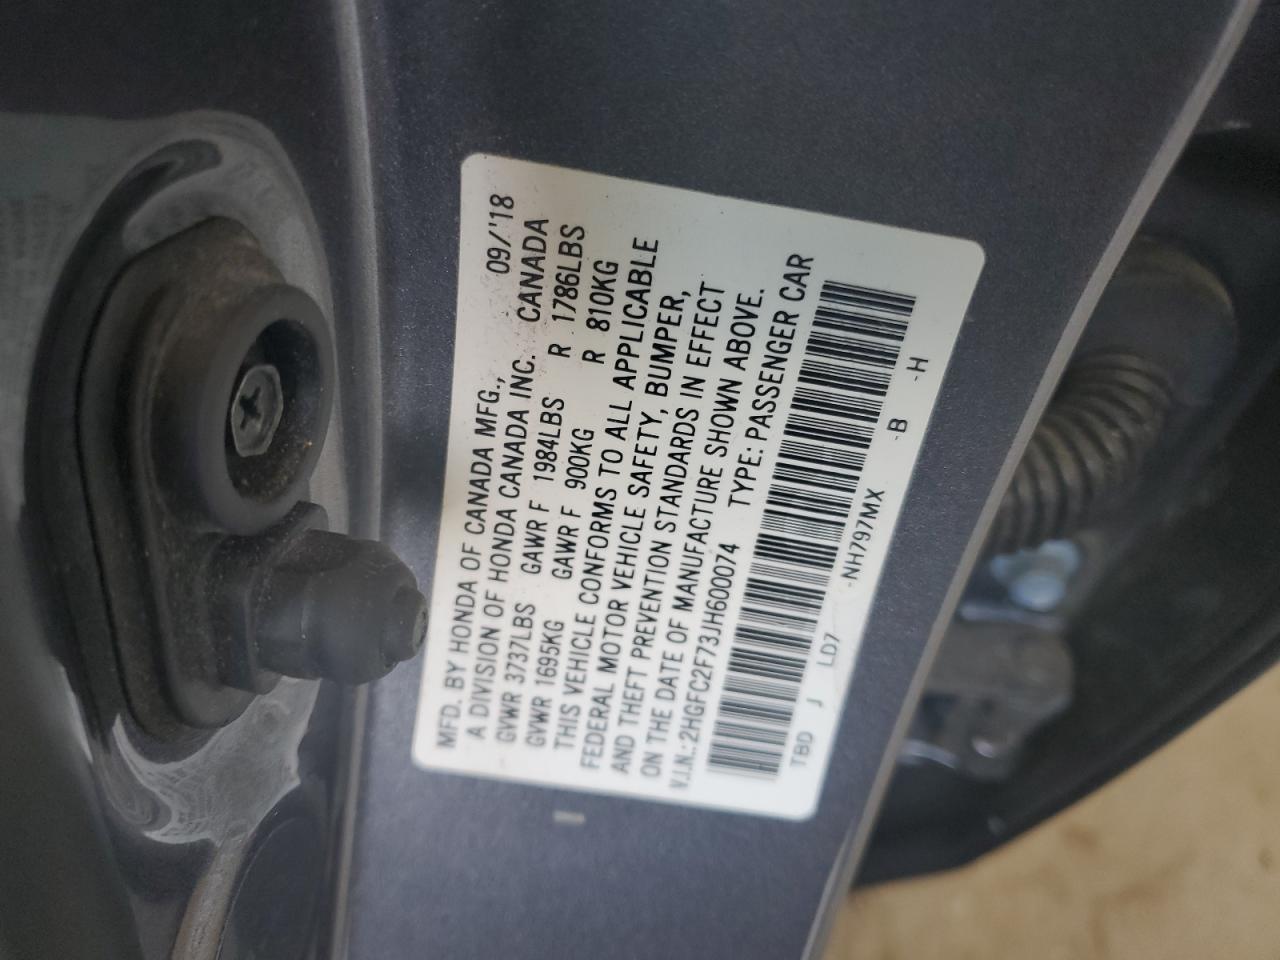 MFD. BY HONDA OF CANADA MFG., 09/'18
A DIVISION OF HONDA CANADA INC. CANADA
GVWR 3737LBS GAWR F 1984LBS R 1786LBS
GVWR 1695KG GAWR F 900KG R 810KG
THIS VEHICLE CONFORMS TO ALL APPLICABLE
FEDERAL MOTOR VEHICLE SAFETY, BUMPER,
AND THEFT PREVENTION STANDARDS IN EFFECT
ON THE DATE OF MANUFACTURE SHOWN ABOVE.
V.I.N.: 2HGFC2F73JH600074 TYPE: PASSENGER CAR
TBD J LD7 -NH797MX -B -H